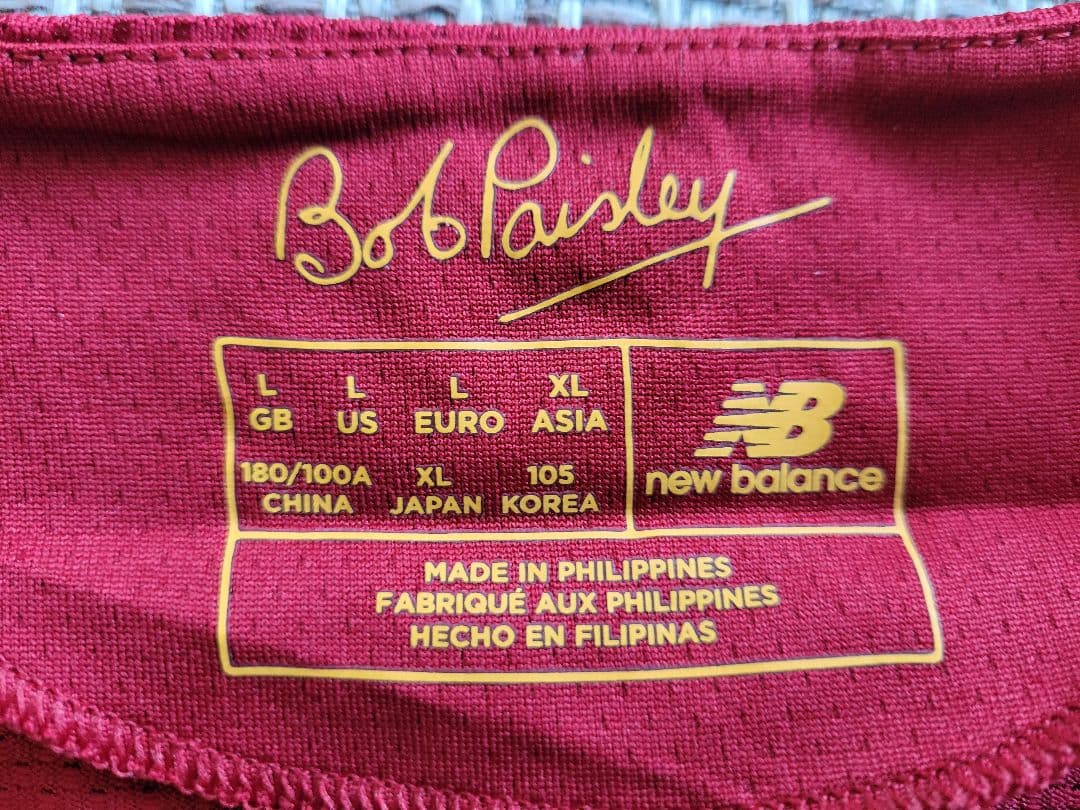 Bob Paisley
L L L XL
GB US EURO ASIA
180/100A XL 105
CHINA JAPAN KOREA
NB
new balance
MADE IN PHILIPPINES
FABRIQUÉ AUX PHILIPPINES
HECHO EN FILIPINAS